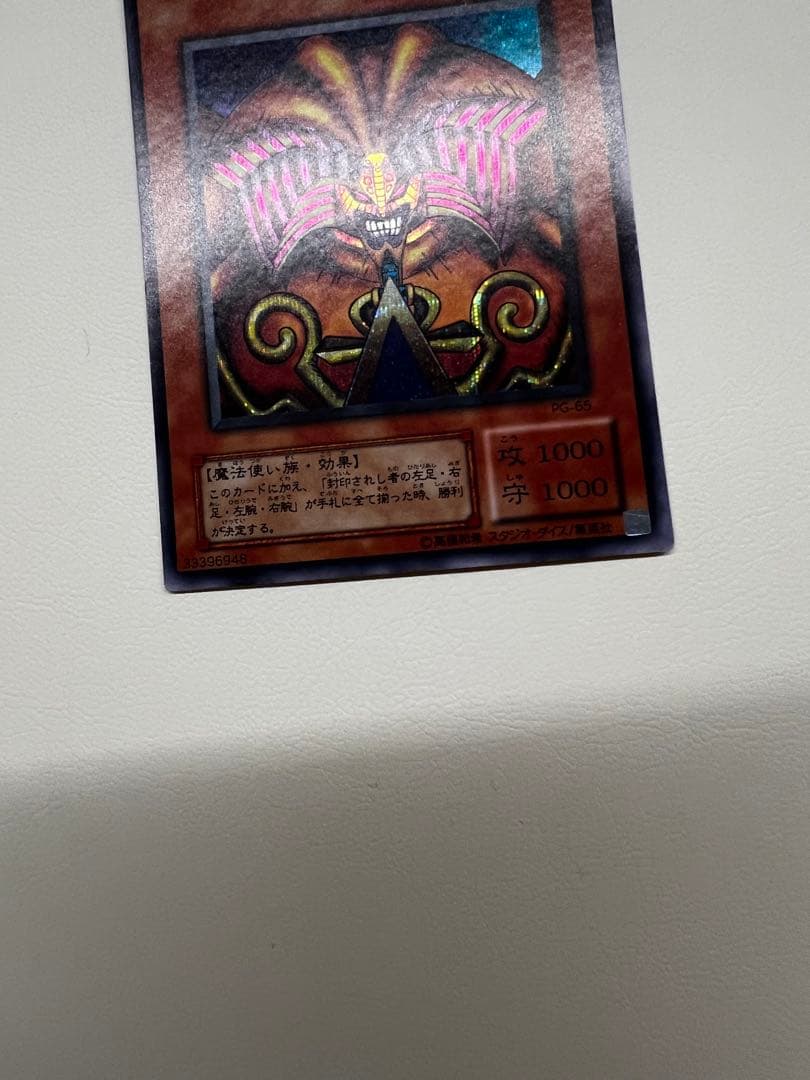 PG-65
攻 1000
守 1000
【魔法使い族・効果】
このカードに加え、「封印されし者の左足・右
足・左腕・右腕」が手札に全て揃った時、勝利
が決定する。
33396948
©高橋和希 スタジオ・ダイス/集英社